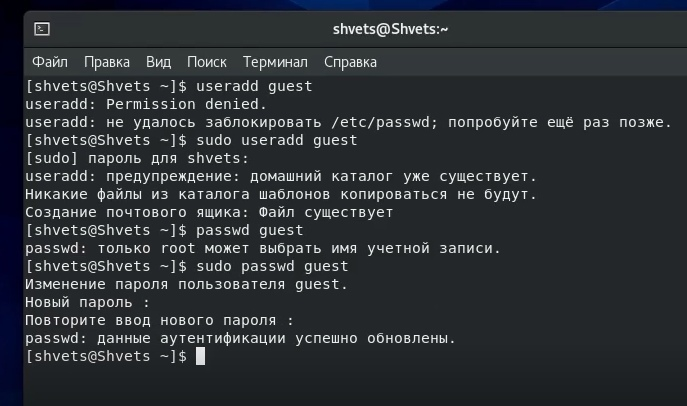 shvets@Shvets:~
Файл Правка Вид Поиск Терминал Справка
[shvets@Shvets ~]$ useradd guest
useradd: Permission denied.
useradd: не удалось заблокировать /etc/passwd; попробуйте ещё раз позже.
[shvets@Shvets ~]$ sudo useradd guest
[sudo] пароль для shvets:
useradd: предупреждение: домашний каталог уже существует.
Никакие файлы из каталога шаблонов копироваться не будут.
Создание почтового ящика: Файл существует
[shvets@Shvets ~]$ passwd guest
passwd: только root может выбрать имя учетной записи.
[shvets@Shvets ~]$ sudo passwd guest
Изменение пароля пользователя guest.
Новый пароль :
Повторите ввод нового пароля :
passwd: данные аутентификации успешно обновлены.
[shvets@Shvets ~]$